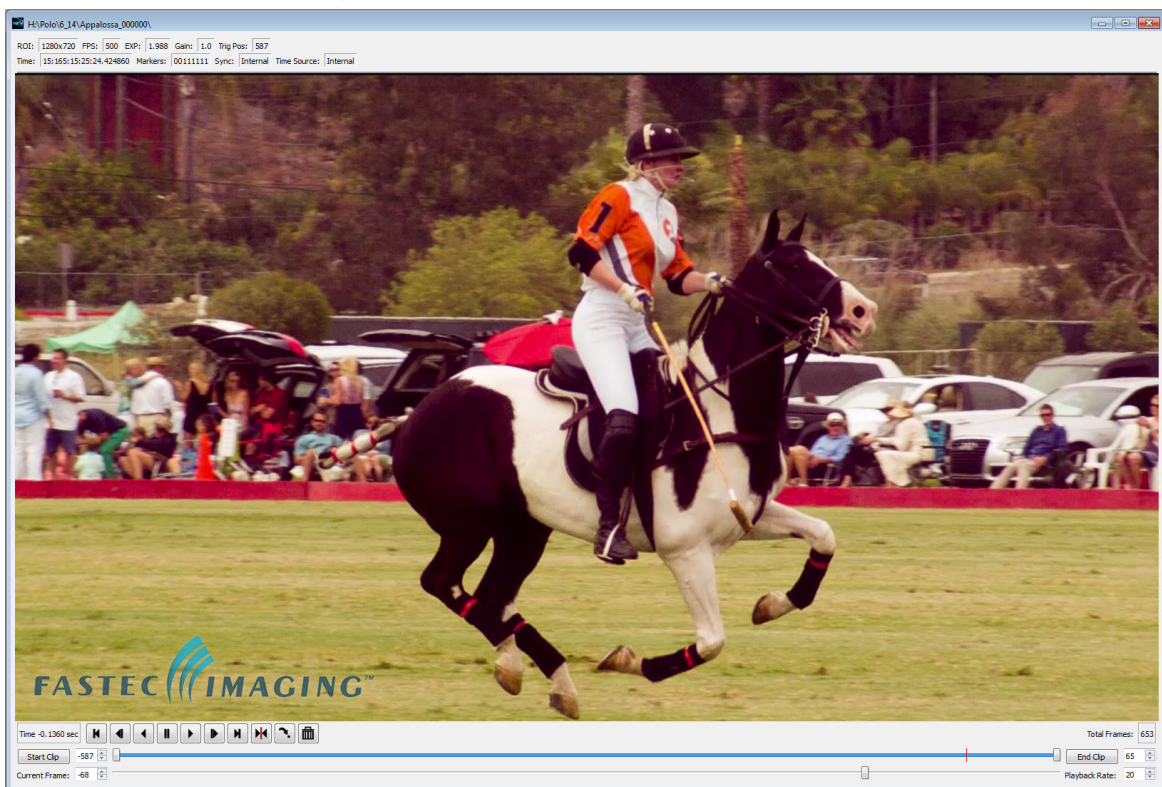 H:\Polo\6_14\Appalossa_000000\
ROI: 1280x720 FPS: 500 EXP: 1.988 Gain: 1.0 Trig Pos: 587
Time: 15:165:15:25:24.424860 Markers: 00111111 Sync: Internal Time Source: Internal
1
FASTEC IMAGING™
Time -0.1360 sec Total Frames: 653
Start Clip -587 End Clip 65
Current Frame: -68 Playback Rate: 20